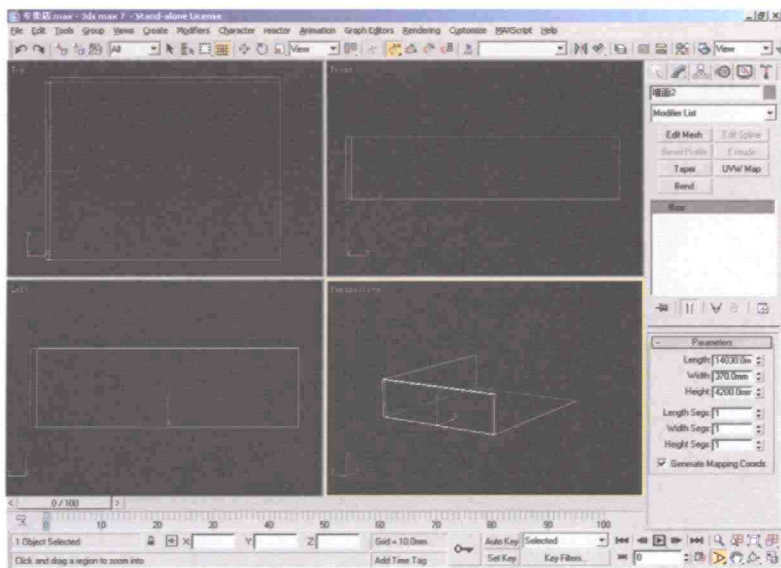 专卖店.max - 3ds max 7 - Stand-alone License
File Edit Tools Group Views Create Modifiers Character reactor Animation Graph Editors Rendering Customize MAXScript Help
All View View
Top
Front
墙面2
Modifier List
Edit Mesh Edit Spline
Bevel Profile Extrude
Taper UVW Map
Bend
Box
Left
Perspective
Parameters
Length: 14030.0m
Width: 370.0mm
Height: 4200.0mm
Length Segs: 1
Width Segs: 1
Height Segs: 1
Generate Mapping Coords.
0 / 100
0 10 20 30 40 50 60 70 80 90 100
1 Object Selected X: Y: Z: Grid = 10.0mm Auto Key Selected
Click and drag a region to zoom into Add Time Tag Set Key Key Filters... 0